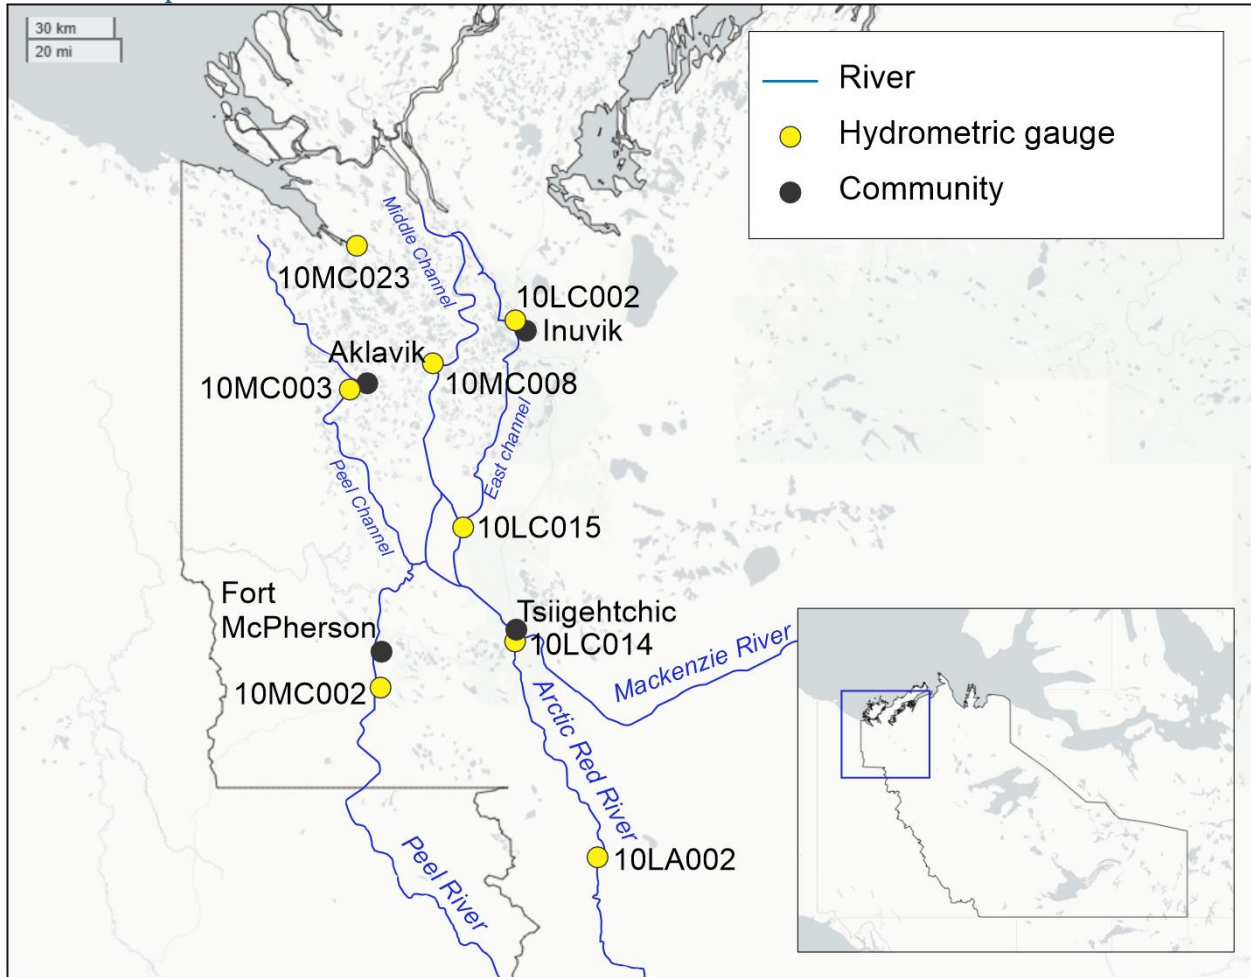 30 km
20 mi
River
Hydrometric gauge
Community
Middle Channel
10MC023
10LC002
Inuvik
Aklavik
10MC003
10MC008
Peel Channel
East channel
10LC015
Fort
McPherson
Tsiigehtchic
10LC014
Mackenzie River
10MC002
Arctic Red River
Peel River
10LA002